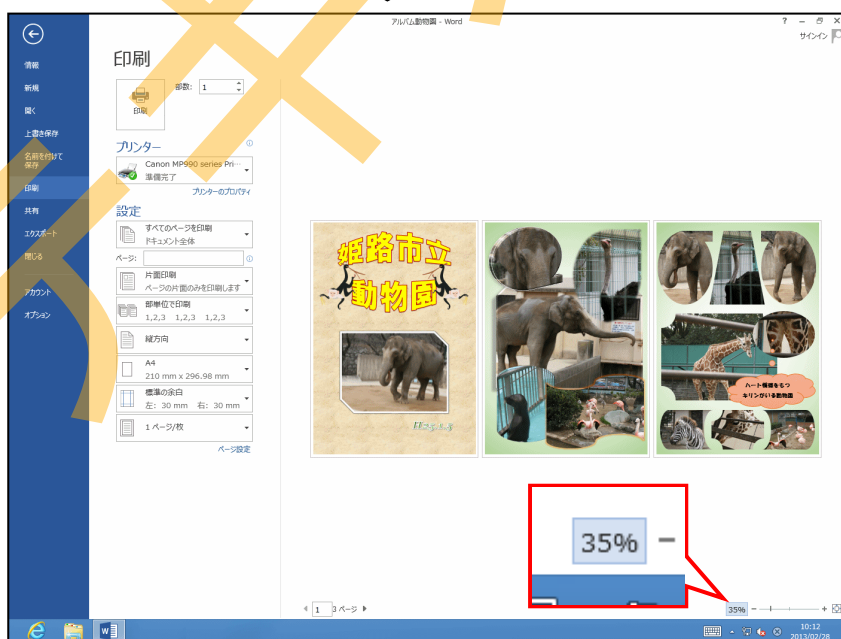 アルバム動物園 - Word
サインイン
情報
新規
開く
上書き保存
名前を付けて
保存
印刷
共有
エクスポート
閉じる
アカウント
オプション
印刷
部数: 1
印刷
プリンター
Canon MP990 series Pri…
準備完了
プリンターのプロパティ
設定
すべてのページを印刷
ドキュメント全体
ページ:
片面印刷
ページの片面のみを印刷します
部単位で印刷
1,2,3 1,2,3 1,2,3
縦方向
A4
210 mm x 296.98 mm
標準の余白
左: 30 mm 右: 30 mm
1 ページ/枚
ページ設定
姫路市立
動物園
ハート模様をもつ
キリンがいる動物園
35%
1 3 ページ
35%
10:12
2013/02/28